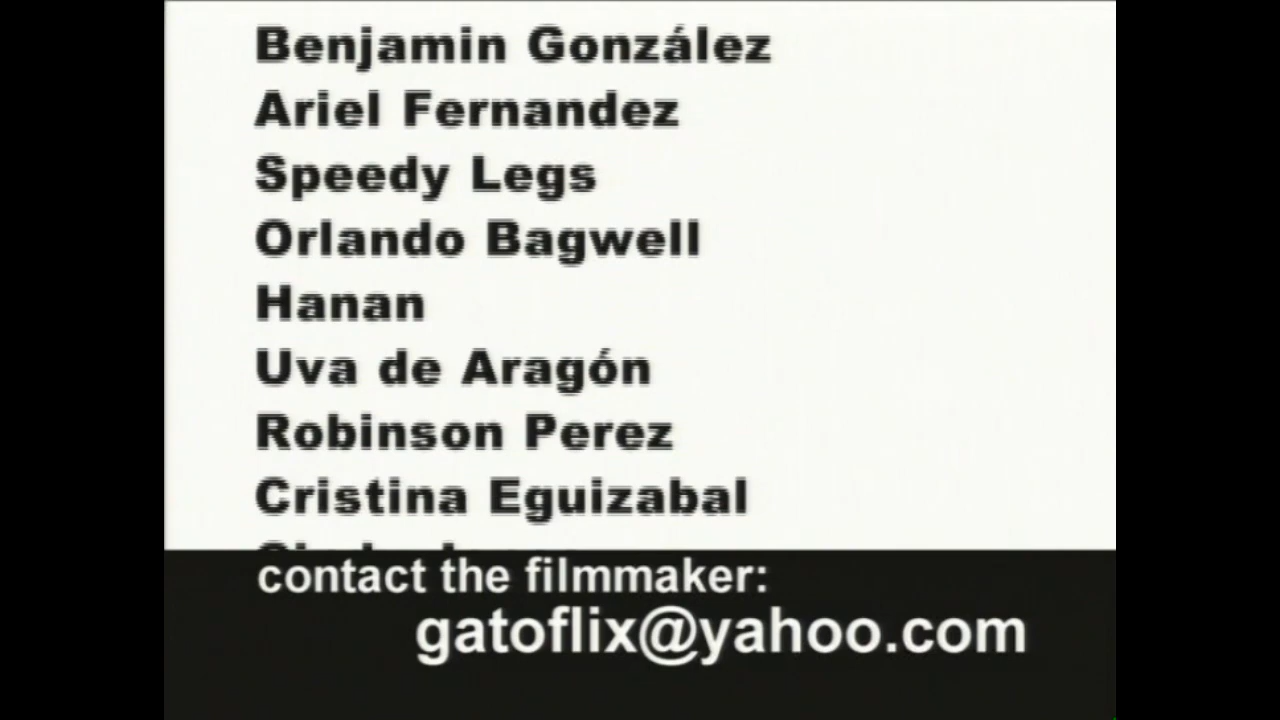 Benjamin González
Ariel Fernandez
Speedy Legs
Orlando Bagwell
Hanan
Uva de Aragón
Robinson Perez
Cristina Eguizabal
contact the filmmaker:
gatoflix@yahoo.com